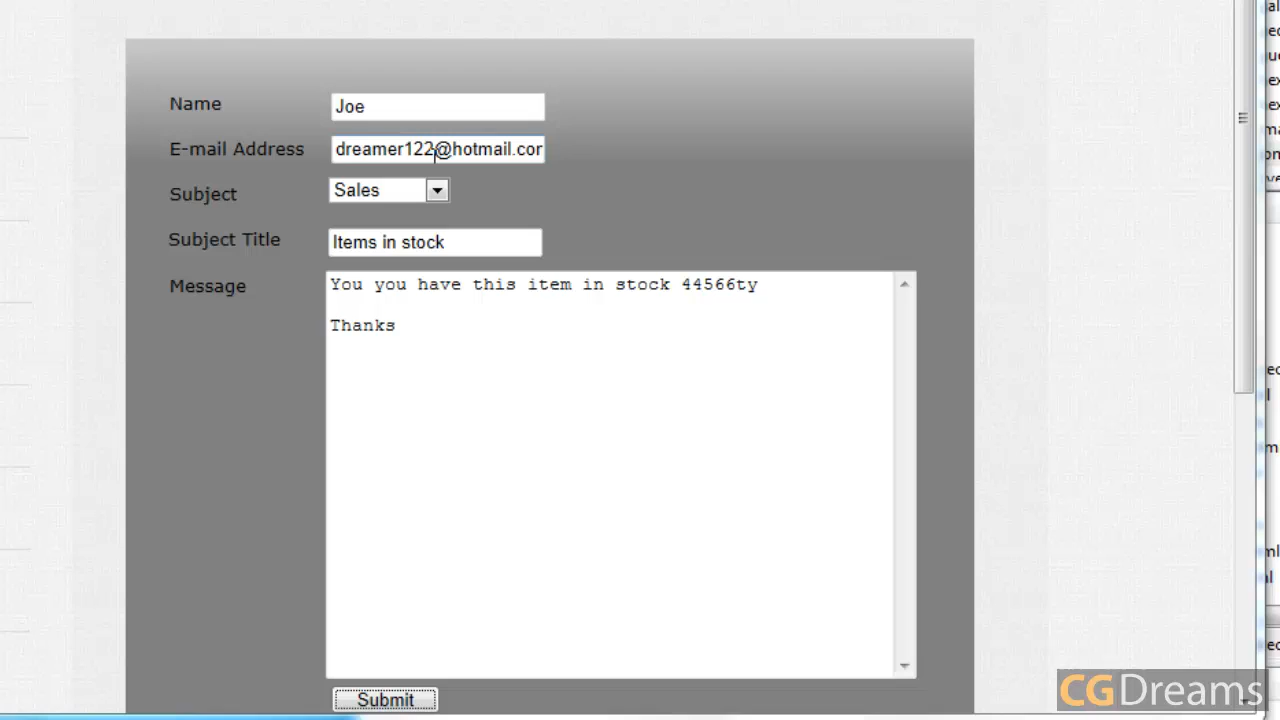 Name
Joe
E-mail Address
dreamer122@hotmail.com
Subject
Sales
Subject Title
Items in stock
Message
You you have this item in stock 44566ty
Thanks
Submit
CGDreams